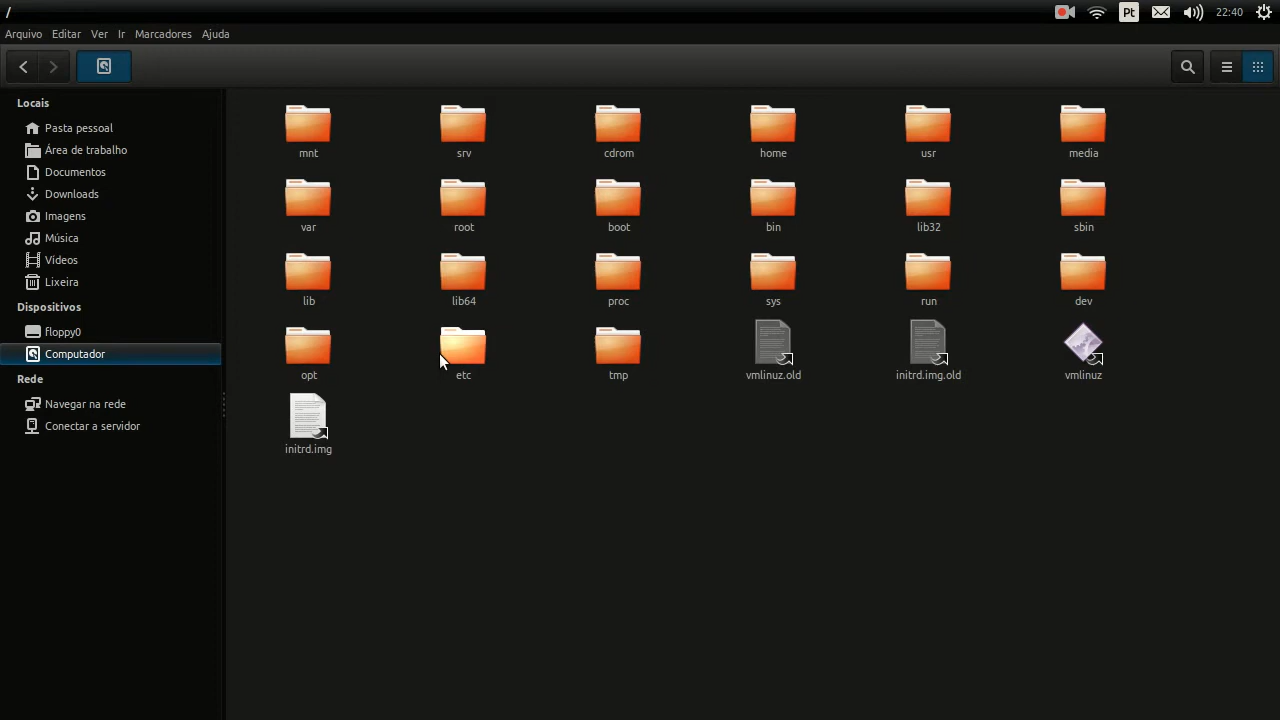 /
Pt
22:40
Arquivo Editar Ver Ir Marcadores Ajuda
Locais
Pasta pessoal
Área de trabalho
Documentos
Downloads
Imagens
Música
Vídeos
Lixeira
Dispositivos
floppy0
Computador
Rede
Navegar na rede
Conectar a servidor
mnt srv cdrom home usr media
var root boot bin lib32 sbin
lib lib64 proc sys run dev
opt etc tmp vmlinuz.old initrd.img.old vmlinuz
initrd.img